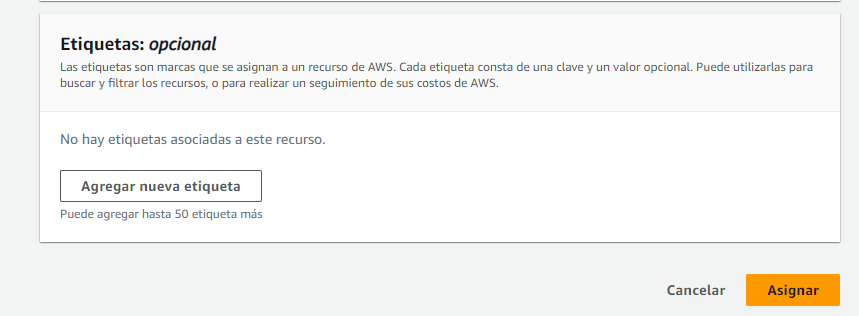 Etiquetas: opcional
Las etiquetas son marcas que se asignan a un recurso de AWS. Cada etiqueta consta de una clave y un valor opcional. Puede utilizarlas para
buscar y filtrar los recursos, o para realizar un seguimiento de sus costos de AWS.
No hay etiquetas asociadas a este recurso.
Agregar nueva etiqueta
Puede agregar hasta 50 etiqueta más
Cancelar
Asignar